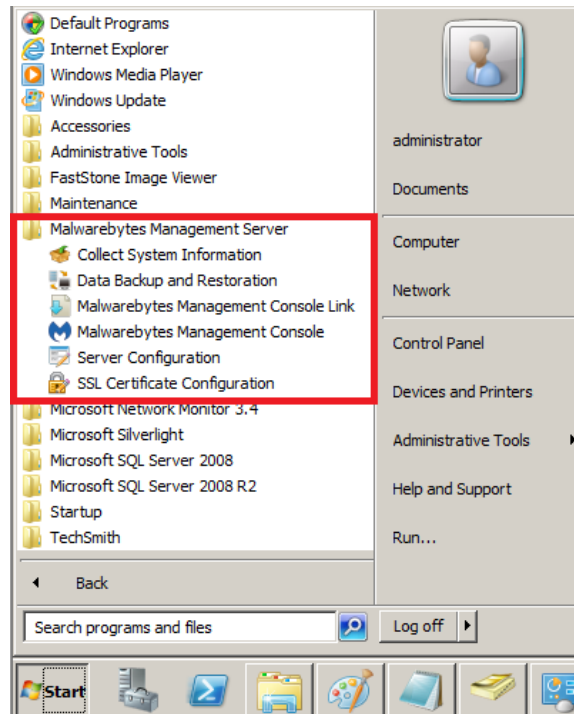 Default Programs
Internet Explorer
Windows Media Player
Windows Update
Accessories
Administrative Tools
FastStone Image Viewer
Maintenance
Malwarebytes Management Server
Collect System Information
Data Backup and Restoration
Malwarebytes Management Console Link
Malwarebytes Management Console
Server Configuration
SSL Certificate Configuration
Microsoft Network Monitor 3.4
Microsoft Silverlight
Microsoft SQL Server 2008
Microsoft SQL Server 2008 R2
Startup
TechSmith
Back
Search programs and files
administrator
Documents
Computer
Network
Control Panel
Devices and Printers
Administrative Tools
Help and Support
Run...
Log off
Start